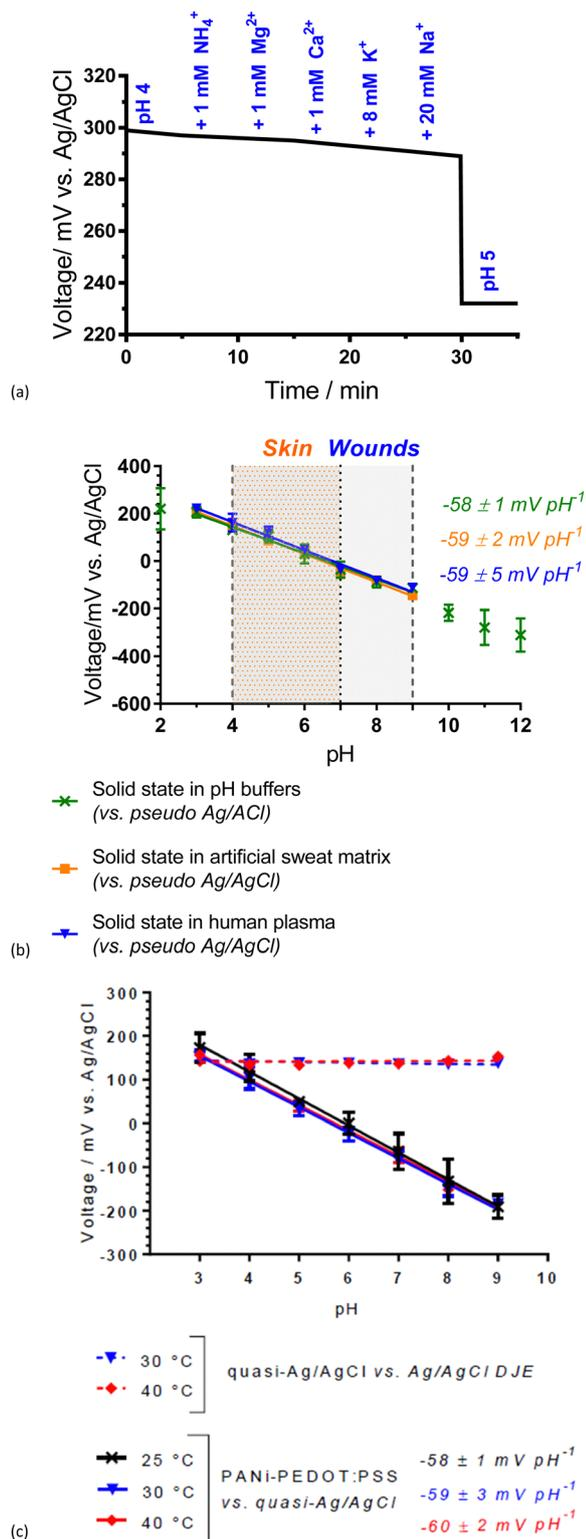 + 1 mM NH₄⁺
+ 1 mM Mg²⁺
+ 1 mM Ca²⁺
+ 8 mM K⁺
+ 20 mM Na⁺
pH 4
pH 5
320
300
280
260
240
220
Voltage/ mV vs. Ag/AgCl
0 10 20 30
Time / min
(a)
Skin Wounds
400
200
0
-200
-400
-600
Voltage/mV vs. Ag/AgCl
-58 ± 1 mV pH⁻¹
-59 ± 2 mV pH⁻¹
-59 ± 5 mV pH⁻¹
2 4 6 8 10 12
pH
Solid state in pH buffers
(vs. pseudo Ag/ACl)
Solid state in artificial sweat matrix
(vs. pseudo Ag/AgCl)
Solid state in human plasma
(vs. pseudo Ag/AgCl)
(b)
300
200
100
0
-100
-200
-300
Voltage / mV vs. Ag/AgCl
3 4 5 6 7 8 9 10
pH
30 °C
40 °C
quasi-Ag/AgCl vs. Ag/AgCl DJE
25 °C
30 °C
40 °C
PANi-PEDOT:PSS
vs. quasi-Ag/AgCl
-58 ± 1 mV pH⁻¹
-59 ± 3 mV pH⁻¹
-60 ± 2 mV pH⁻¹
(c)